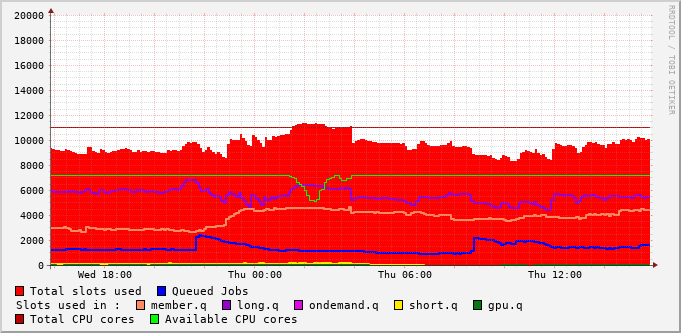 20000
18000
16000
14000
12000
10000
8000
6000
4000
2000
0
Wed 18:00 Thu 00:00 Thu 06:00 Thu 12:00
RRDTOOL / TOBI OETIKER
Total slots used Queued Jobs
Slots used in : member.q long.q ondemand.q short.q gpu.q
Total CPU cores Available CPU cores